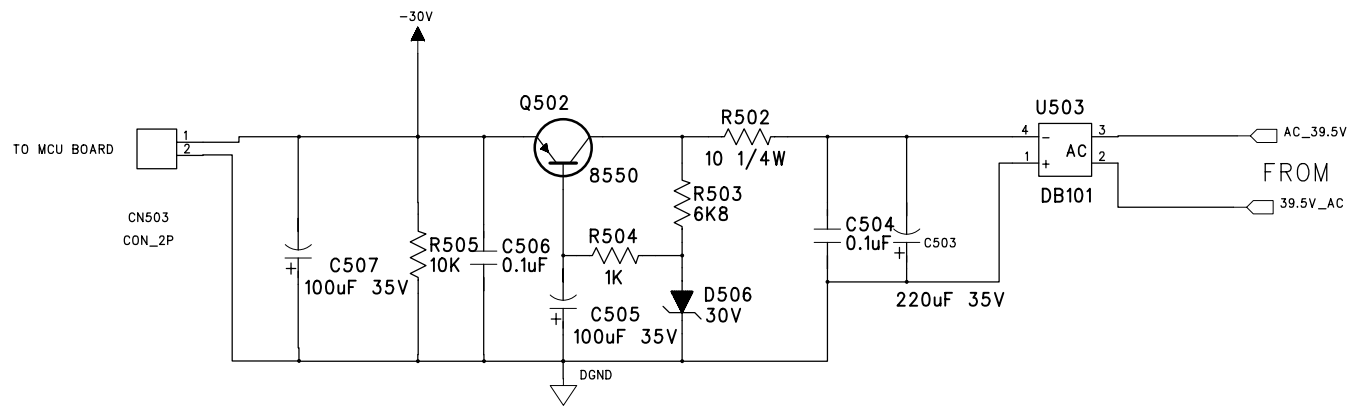 -30V
Q502
8550
R502
10 1/4W
U503
4
-
3
AC
1
+
2
DB101
AC_39.5V
FROM
39.5V_AC
TO MCU BOARD
1
2
CN503
CON_2P
R503
6K8
R504
1K
R505
10K
C506
0.1uF
C507
+
100uF 35V
C504
0.1uF
C503
+
220uF 35V
D506
30V
C505
+
100uF 35V
DGND